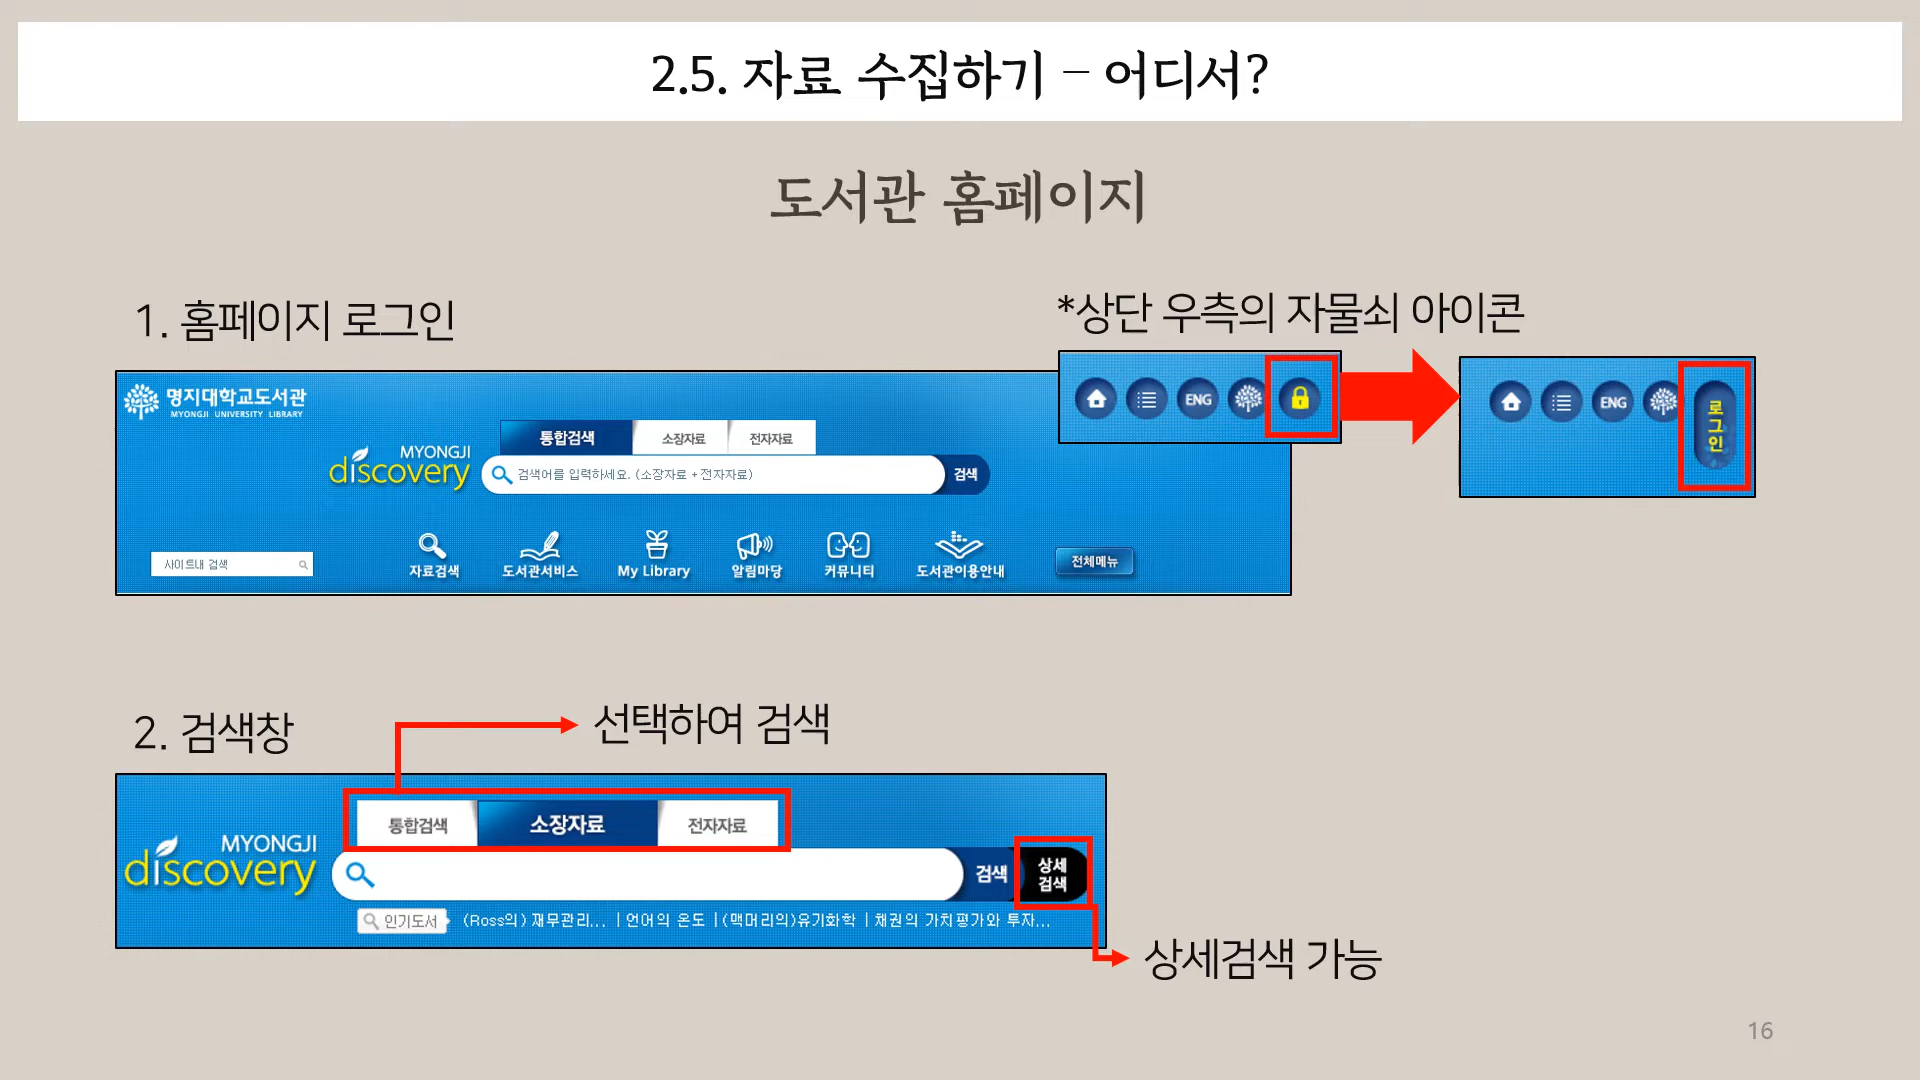 2.5. 자료 수집하기 – 어디서?
도서관 홈페이지
1. 홈페이지 로그인
*상단 우측의 자물쇠 아이콘
ENG
ENG
로그인
명지대학교도서관
MYONGJI UNIVERSITY LIBRARY
통합검색 소장자료 전자자료
MYONGJI
discovery
검색어를 입력하세요. (소장자료 + 전자자료)
검색
사이트내 검색
자료검색 도서관서비스 My Library 알림마당 커뮤니티 도서관이용안내
전체메뉴
2. 검색창
선택하여 검색
통합검색 소장자료 전자자료
MYONGJI
discovery
검색
상세
검색
인기도서 (Ross의) 재무관리... | 언어의 온도 | (맥머리의)유기화학 | 채권의 가치평가와 투자...
상세검색 가능
16